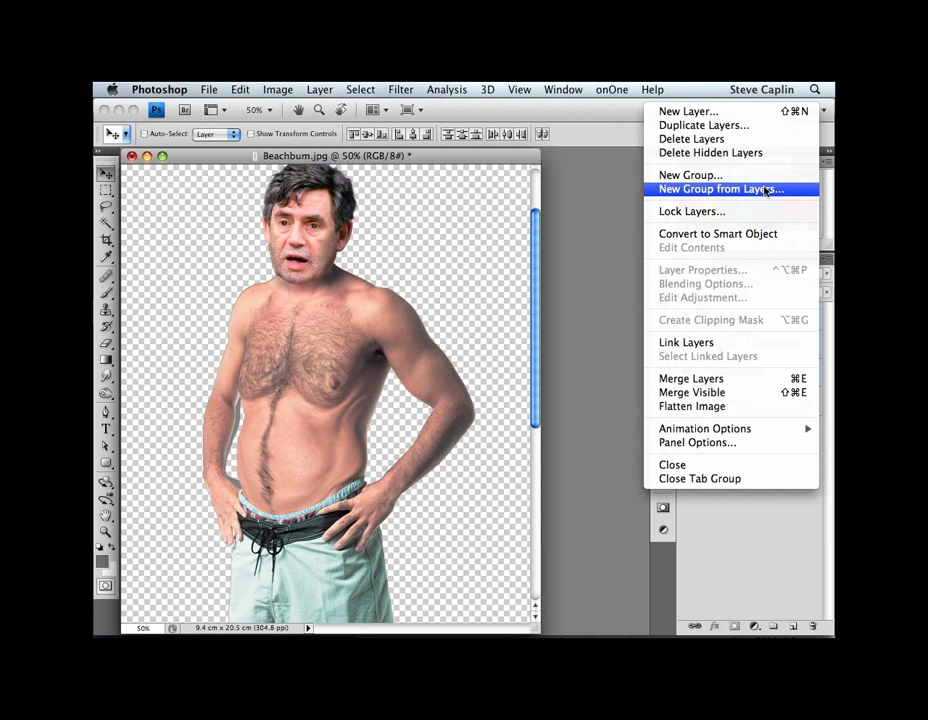 Photoshop File Edit Image Layer Select Filter Analysis 3D View Window onOne Help Steve Caplin
Ps Br 50%
Auto-Select: Layer Show Transform Controls
Beachbum.jpg @ 50% (RGB/8#) *
New Layer... ⇧⌘N
Duplicate Layers...
Delete Layers
Delete Hidden Layers
New Group...
New Group from Layers...
Lock Layers...
Convert to Smart Object
Edit Contents
Layer Properties... ^⌥⌘P
Blending Options...
Edit Adjustment...
Create Clipping Mask ⌥⌘G
Link Layers
Select Linked Layers
Merge Layers ⌘E
Merge Visible ⇧⌘E
Flatten Image
Animation Options
Panel Options...
Close
Close Tab Group
T
fx
50% 9.4 cm x 20.5 cm (304.8 ppi)